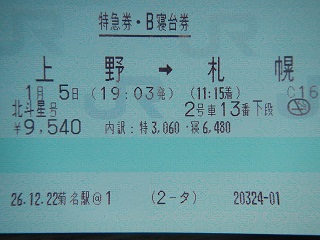 特急券・B寝台券
上野→札幌
1月5日(19:03発) (11:15着) C16
北斗星号 2号車13番下段
￥9,540 内訳:特3,060・寝6,480
26.12.22菊名駅@1 (2-タ) 20324-01